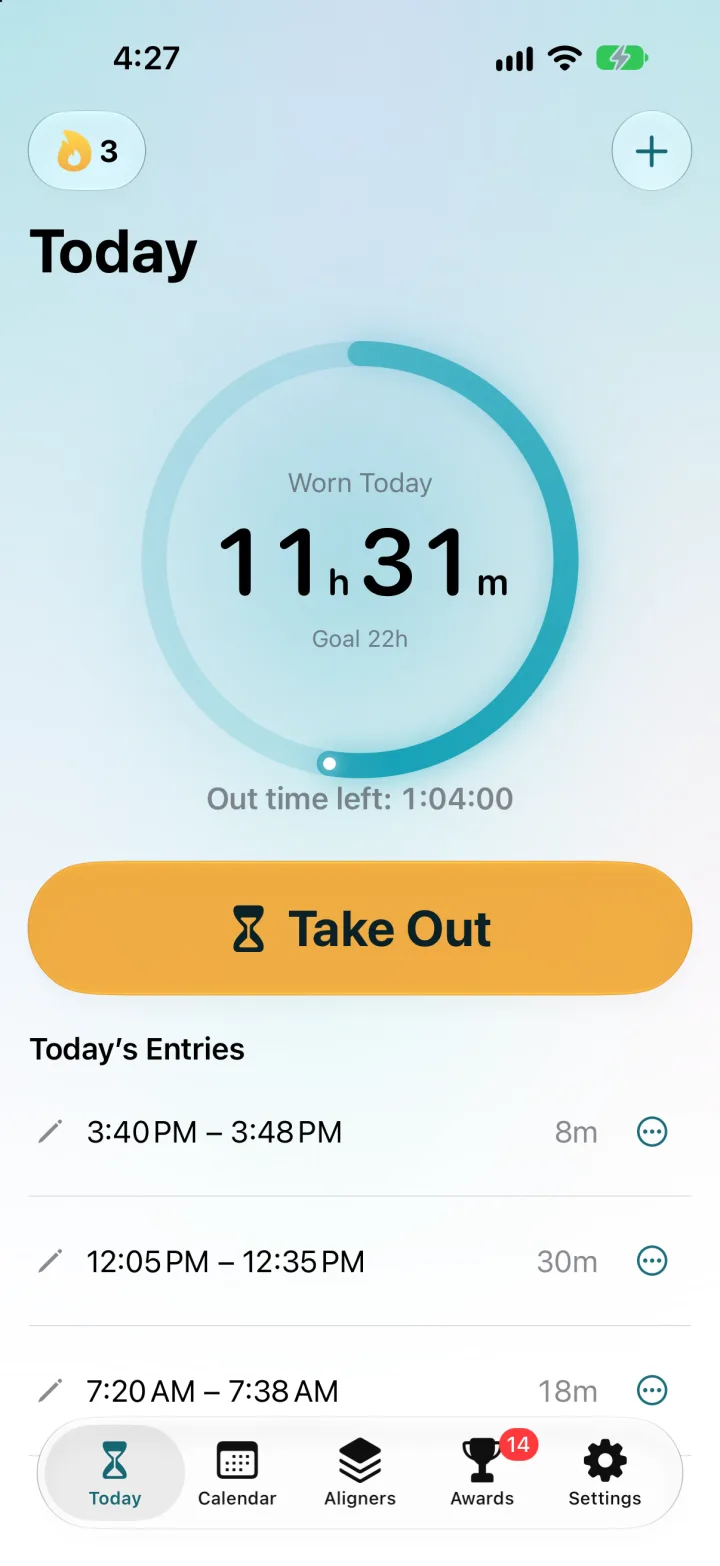 4:27
3
Today
Worn Today
11h31m
Goal 22h
Out time left: 1:04:00
Take Out
Today’s Entries
3:40 PM – 3:48 PM 8m
12:05 PM – 12:35 PM 30m
7:20 AM – 7:38 AM 18m
14
Today Calendar Aligners Awards Settings